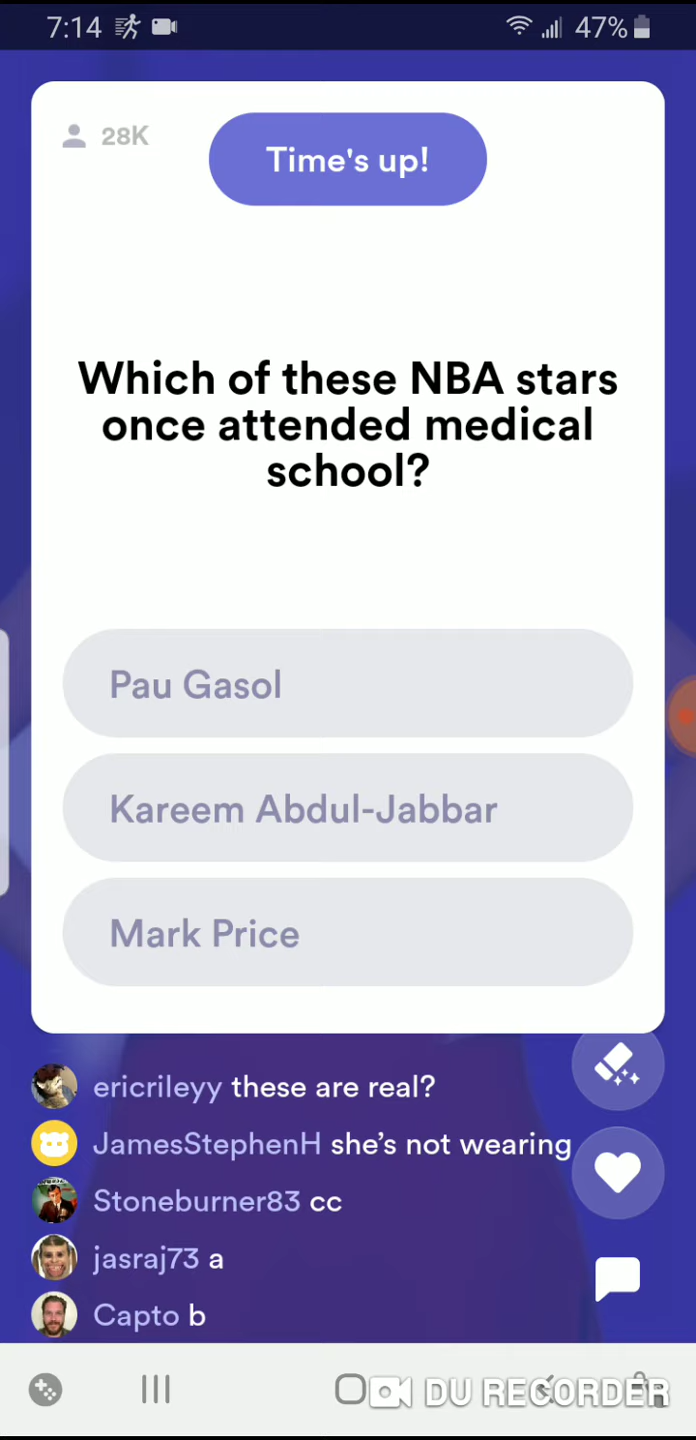 7:14 47%
28K
Time's up!
Which of these NBA stars
once attended medical
school?
Pau Gasol
Kareem Abdul-Jabbar
Mark Price
ericrileyy these are real?
JamesStephenH she's not wearing
Stoneburner83 cc
jasraj73 a
Capto b
DU RECORDER